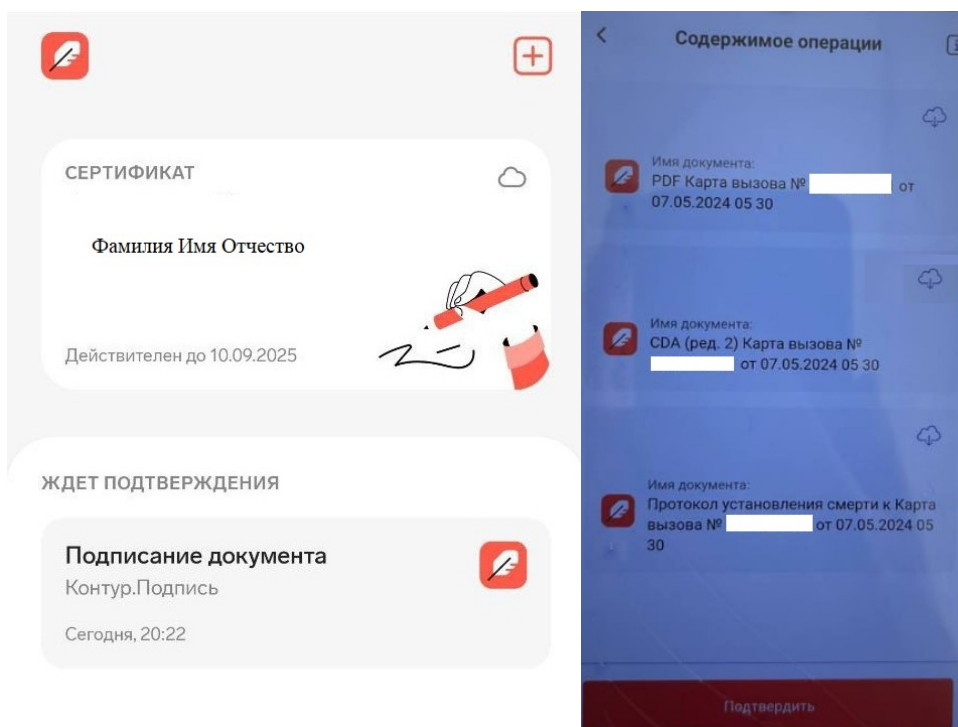 СЕРТИФИКАТ
Фамилия Имя Отчество
Действителен до 10.09.2025
ЖДЕТ ПОДТВЕРЖДЕНИЯ
Подписание документа
Контур.Подпись
Сегодня, 20:22
Содержимое операции
Имя документа:
PDF Карта вызова № от
07.05.2024 05 30
Имя документа:
CDA (ред. 2) Карта вызова №
от 07.05.2024 05 30
Имя документа:
Протокол установления смерти к Карта
вызова № от 07.05.2024 05
30
Подтвердить